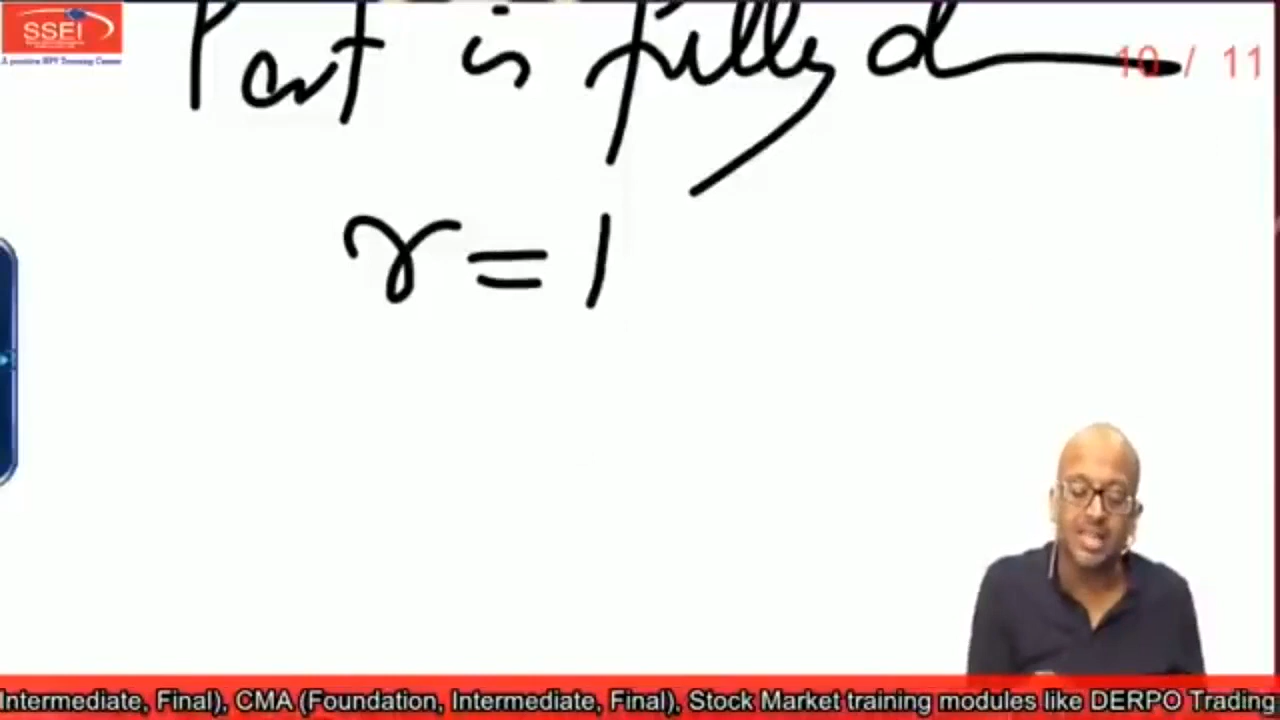 SSEI
Port is fully d
10 / 11
r = 1
Intermediate, Final), CMA (Foundation, Intermediate, Final), Stock Market training modules like DERPO Trading